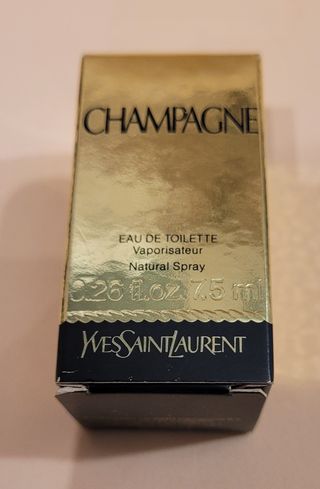 CHAMPAGNE
EAU DE TOILETTE
Vaporisateur
Natural Spray
0.26 fl.oz. 7.5 ml
YVESSAINTLAURENT